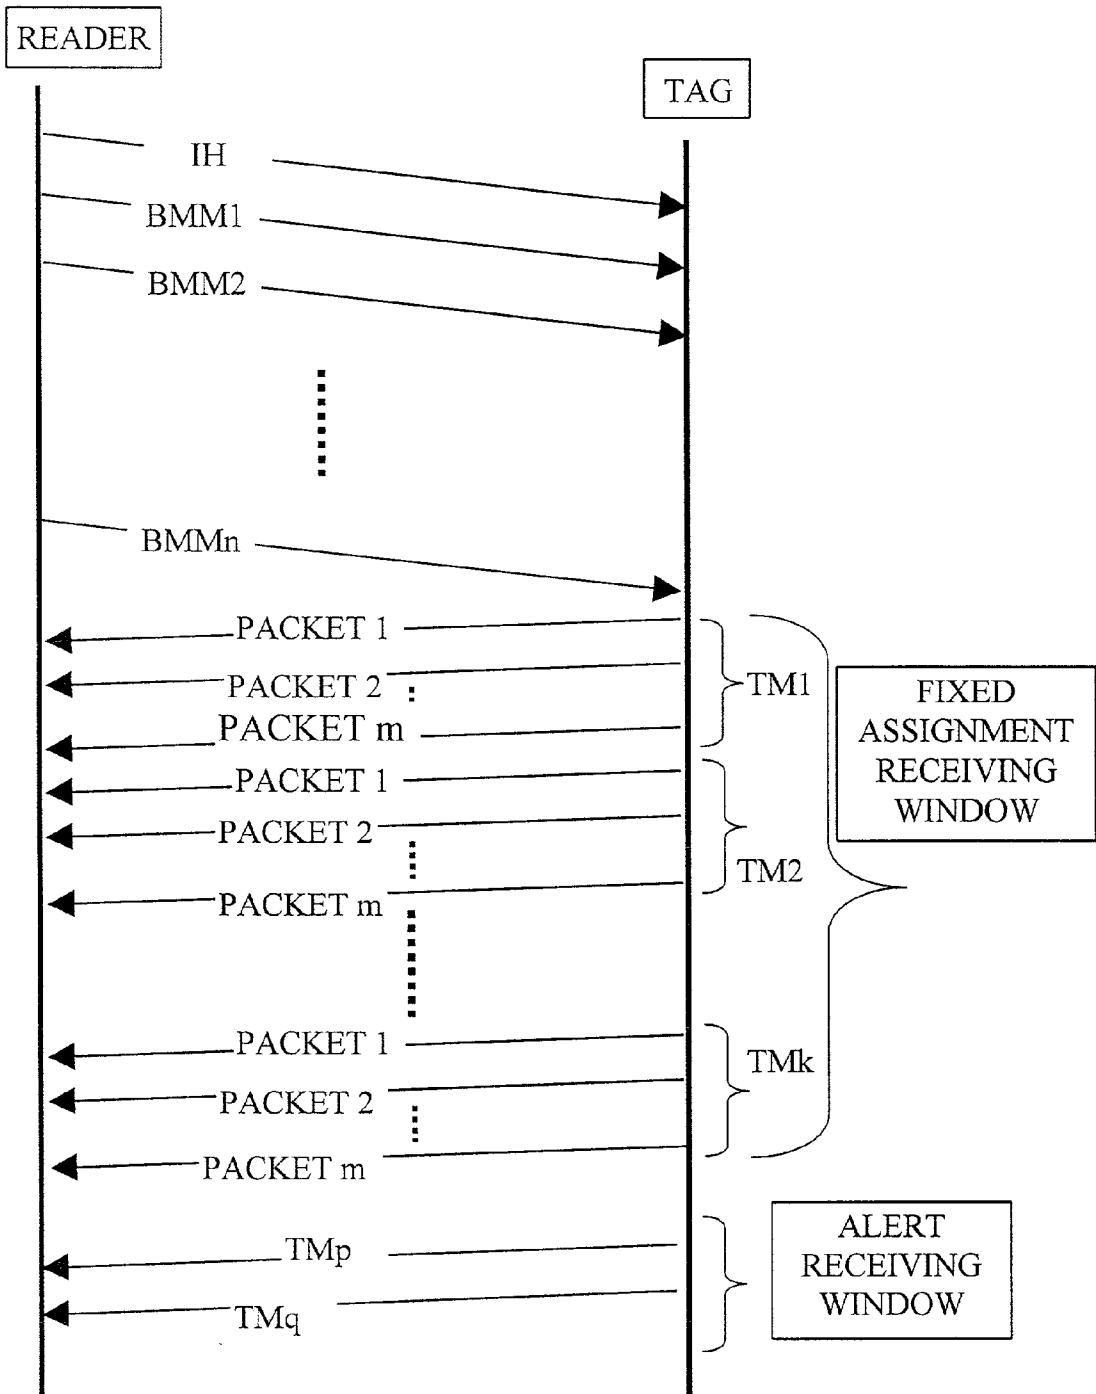 READER
TAG
IH
BMM1
BMM2
BMMn
PACKET 1
PACKET 2
TM1
PACKET m
FIXED
ASSIGNMENT
RECEIVING
WINDOW
PACKET 1
PACKET 2
TM2
PACKET m
PACKET 1
TMk
PACKET 2
PACKET m
TMp
TMq
ALERT
RECEIVING
WINDOW